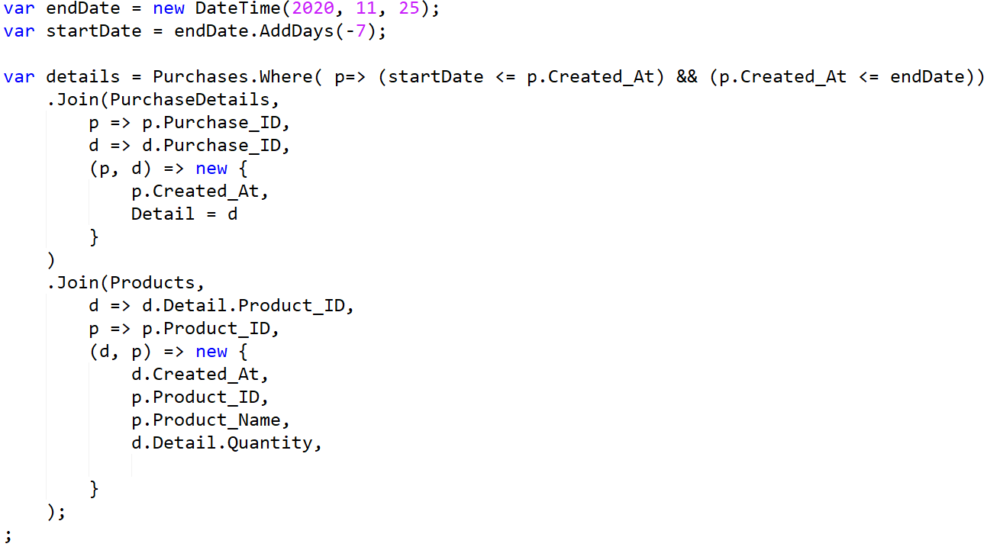 var endDate = new DateTime(2020, 11, 25);
var startDate = endDate.AddDays(-7);

var details = Purchases.Where( p=> (startDate <= p.Created_At) && (p.Created_At <= endDate))
    .Join(PurchaseDetails,
        p => p.Purchase_ID,
        d => d.Purchase_ID,
        (p, d) => new {
            p.Created_At,
            Detail = d
        }
    )
    .Join(Products,
        d => d.Detail.Product_ID,
        p => p.Product_ID,
        (d, p) => new {
            d.Created_At,
            p.Product_ID,
            p.Product_Name,
            d.Detail.Quantity,

        }
    );
;